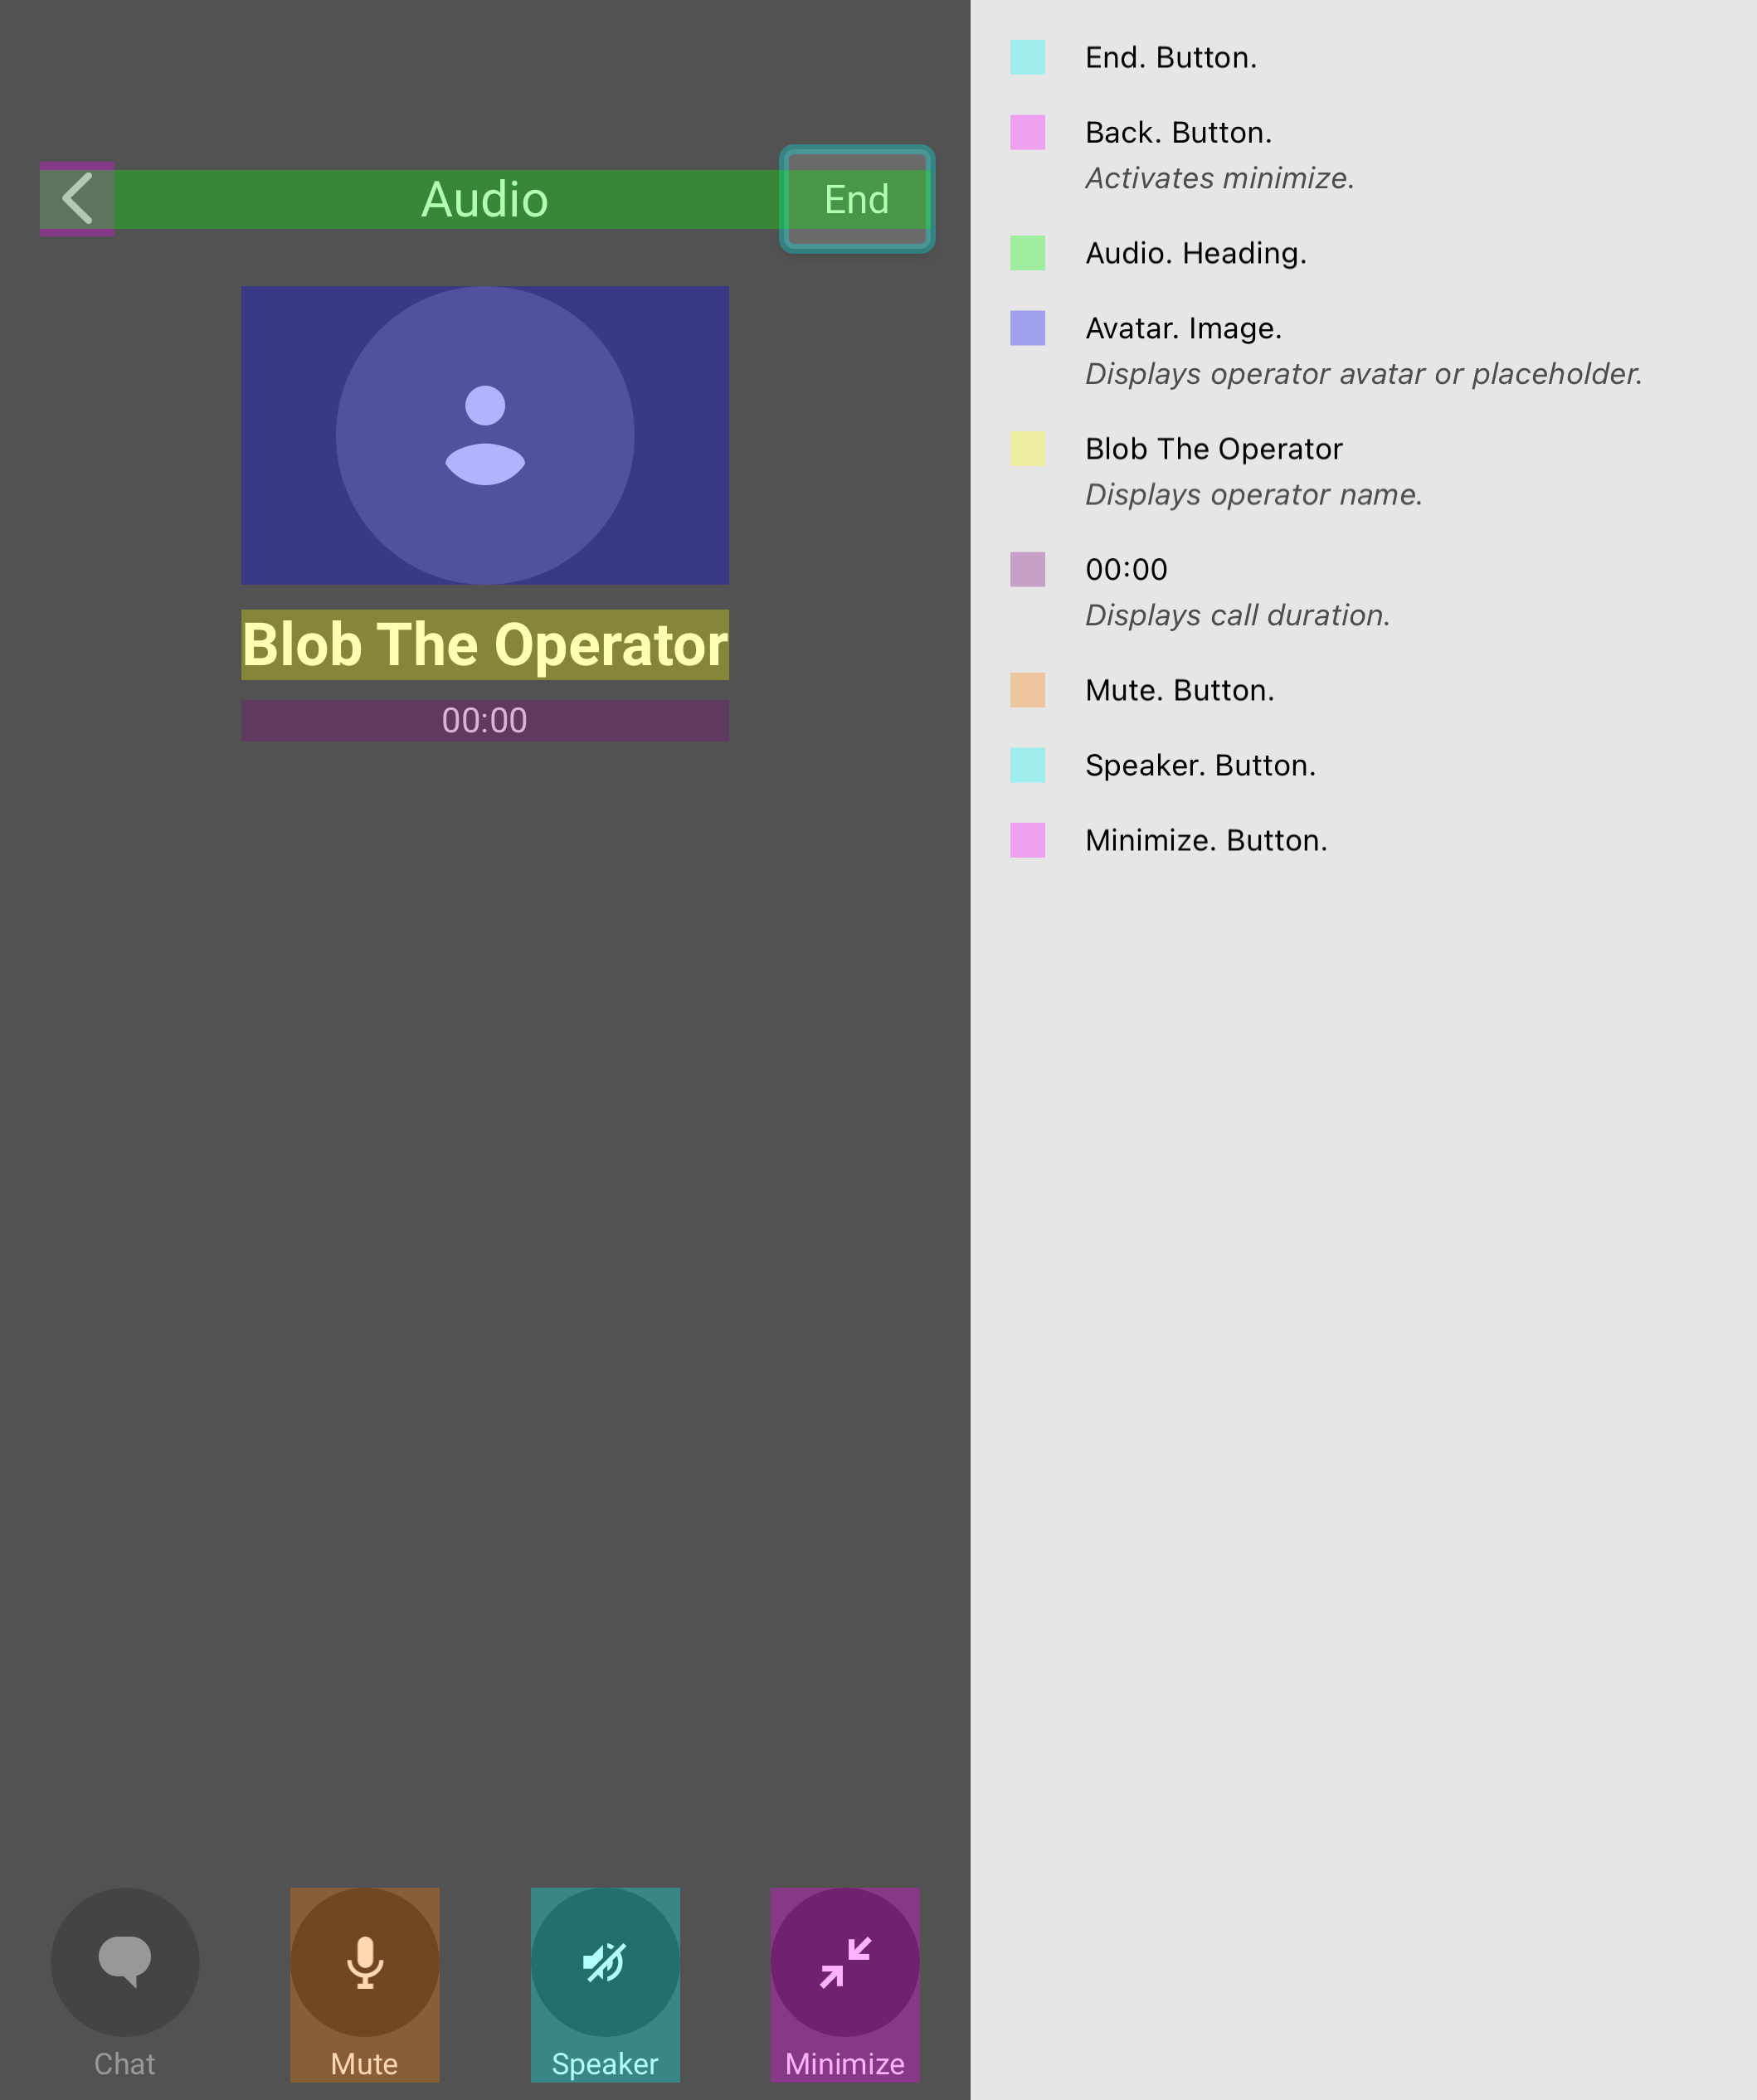 Audio
End
Blob The Operator
00:00
Chat
Mute
Speaker
Minimize
End. Button.
Back. Button.
Activates minimize.
Audio. Heading.
Avatar. Image.
Displays operator avatar or placeholder.
Blob The Operator
Displays operator name.
00:00
Displays call duration.
Mute. Button.
Speaker. Button.
Minimize. Button.